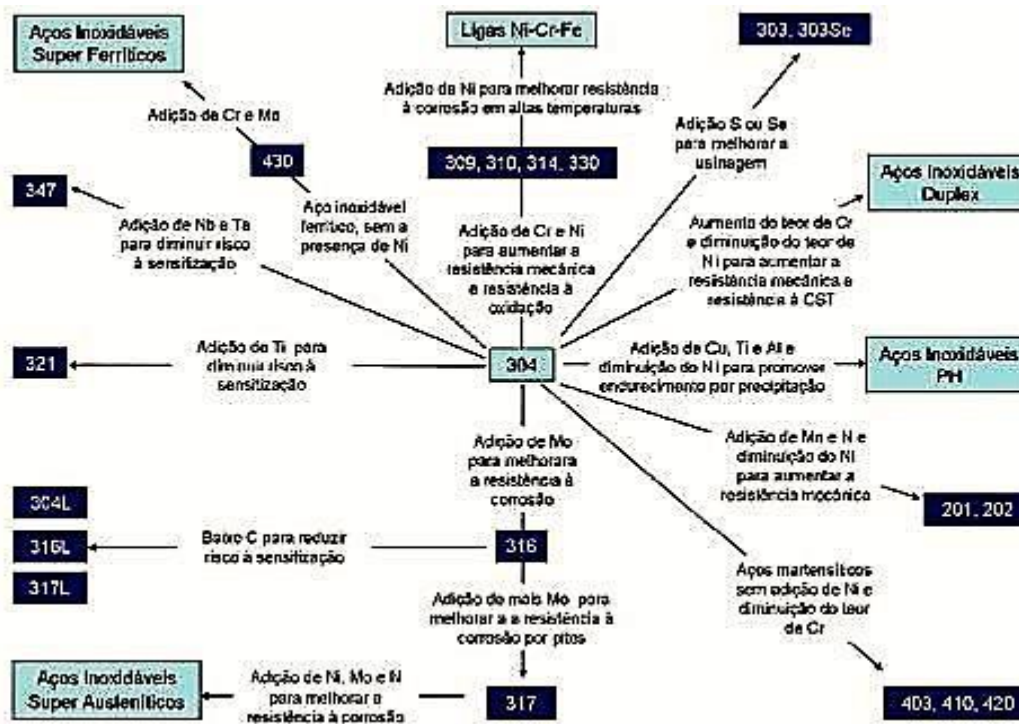 Aços Inoxidáveis
Super Ferríticos
Ligas Ni-Cr-Fe
303, 303Se
Adição de Ni para melhorar resistência
à corrosão em altas temperaturas
Adição de Cr e Mo
Adição S ou Se
para melhorar a
usinagem
430
309, 310, 314, 330
347
Aços Inoxidáveis
Duplex
Adição de Nb e Ta
para diminuir risco
à sensitização
Aço inoxidável
ferrítico, sem a
presença de Ni
Adição de Cr e Ni
para aumentar a
resistência mecânica
e resistência à
oxidação
Aumento do teor de Cr
e diminuição do teor de
Ni para aumentar a
resistência mecânica e
resistência à CST
321
Adição de Ti para
diminuir risco à
sensitização
304
Adição de Cu, Ti e Al e
diminuição do Ni para promover
endurecimento por precipitação
Aços Inoxidáveis
PH
Adição de Mo
para melhorara
a resistência à
corrosão
Adição de Mn e N e
diminuição do Ni
para aumentar a
resistência mecânica
201, 202
304L
316L
317L
Baixo C para reduzir
risco à sensitização
316
Aços martensíticos
sem adição de Ni e
diminuição do teor
de Cr
Adição de mais Mo para
melhorar a a resistência à
corrosão por pites
Aços Inoxidáveis
Super Austeníticos
Adição de Ni, Mo e N
para melhorar a
resistência à corrosão
317
403, 410, 420